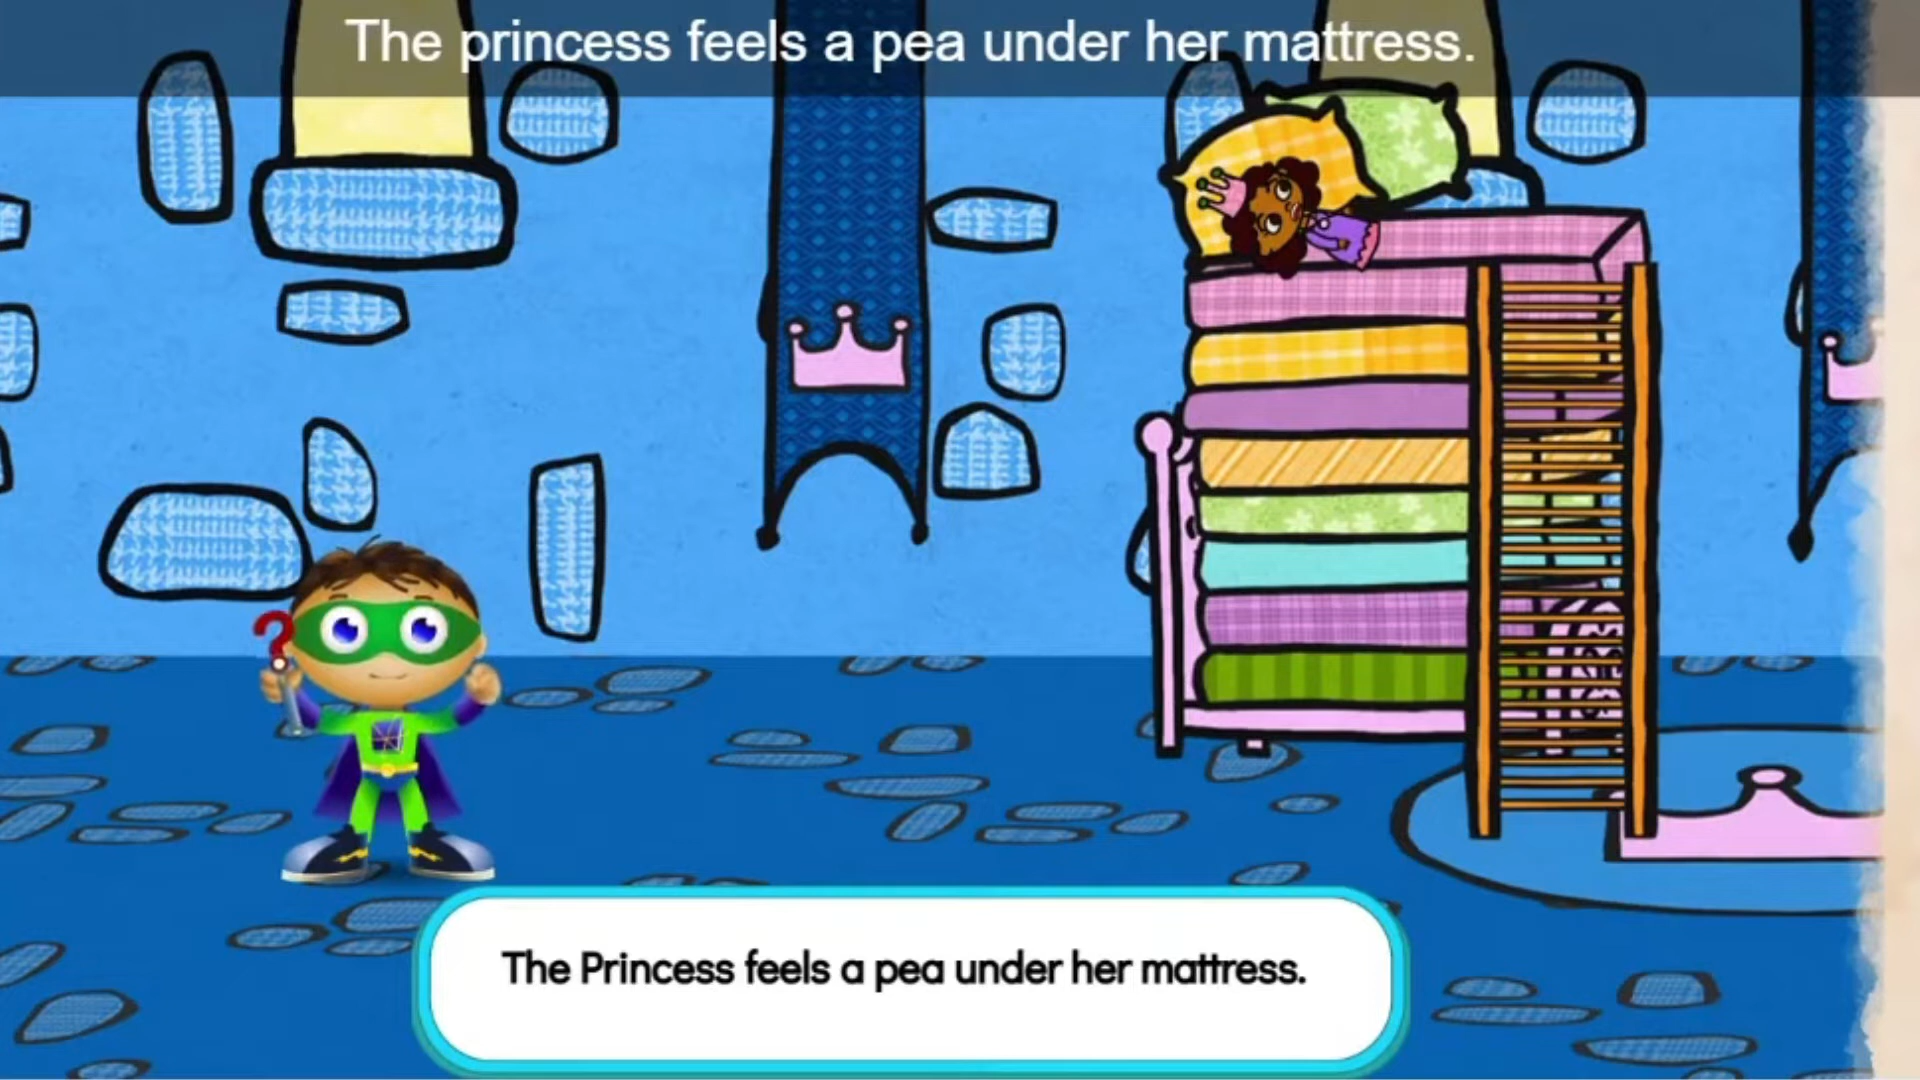 The princess feels a pea under her mattress.
The Princess feels a pea under her mattress.